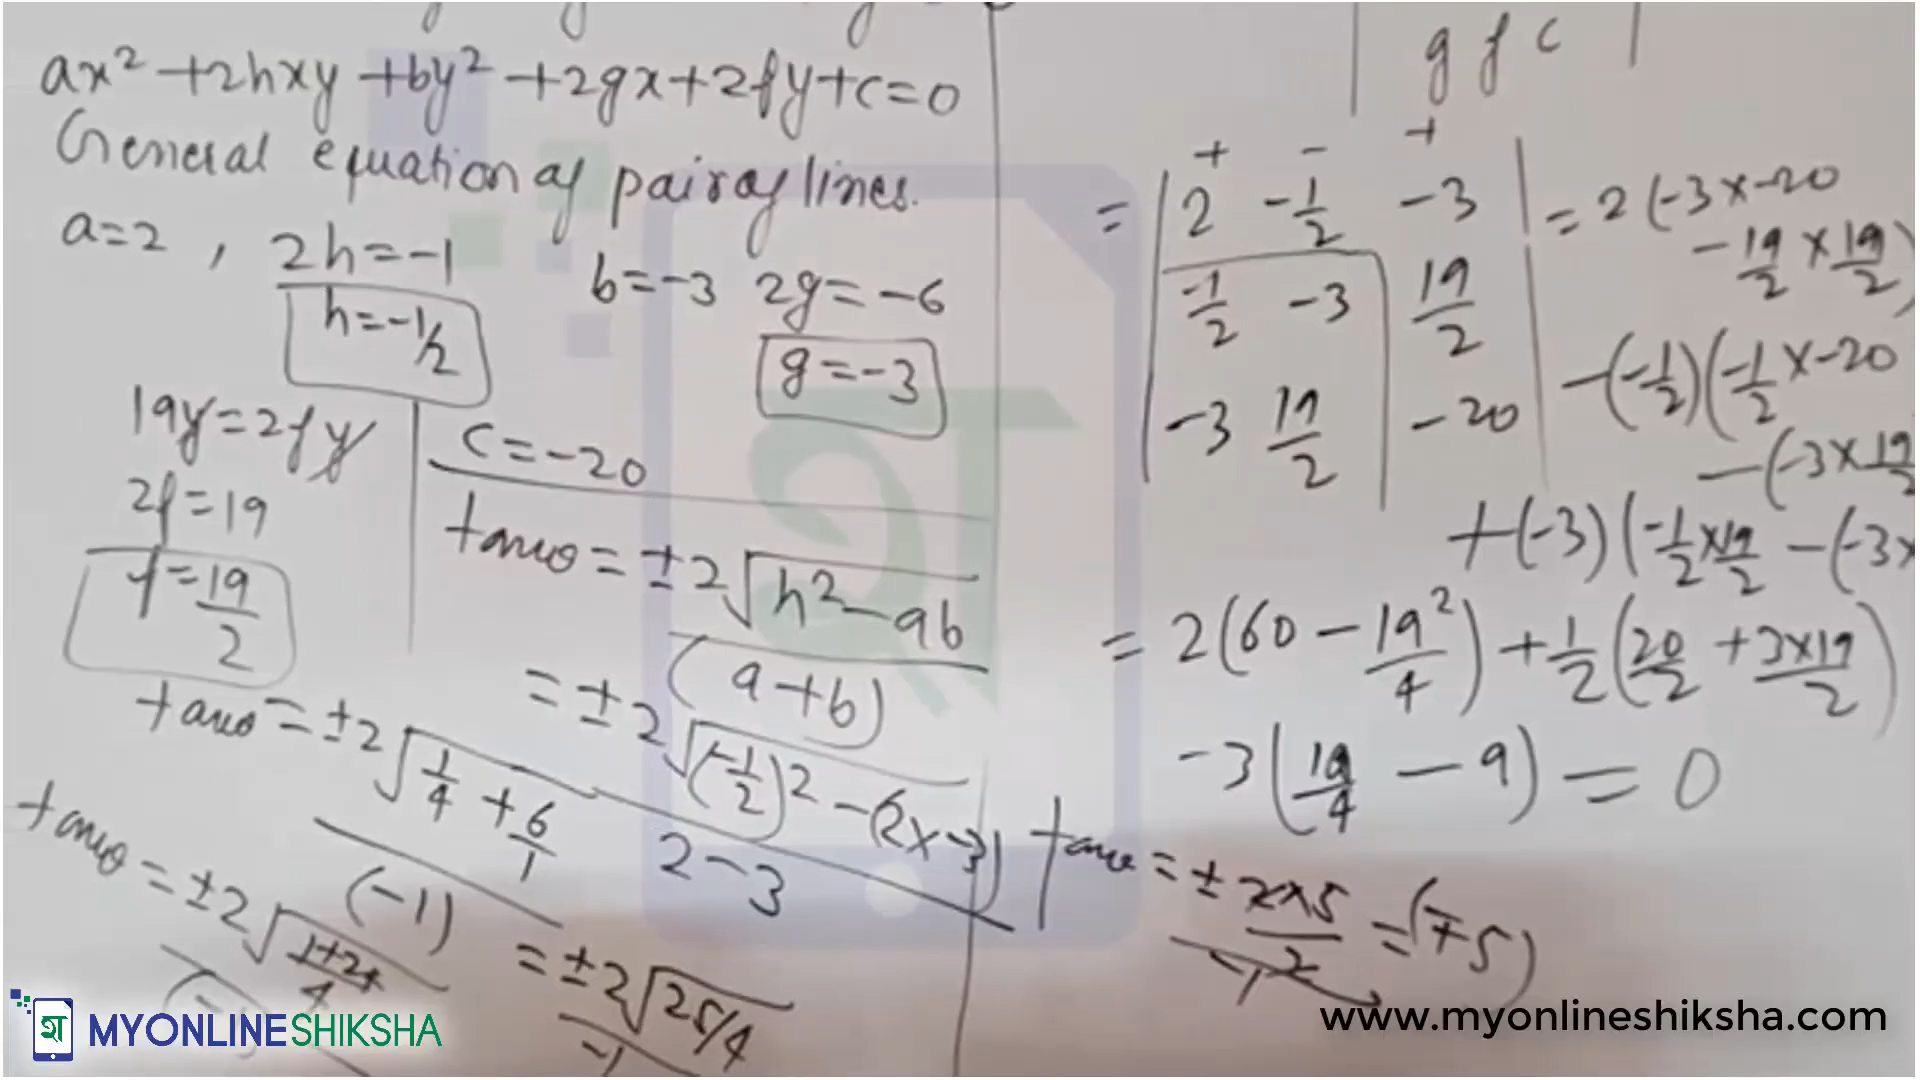 ax² + 2hxy + by² + 2gx + 2fy + c = 0
General equation of pair of lines.
a = 2 , 2h = -1
h = -1/2
b = -3 2g = -6
g = -3
19y = 2fy
2f = 19
f = 19/2
c = -20
tanθ = ±2√(h² - ab)/(a + b)
= ±2√((-1/2)² - (2x-3))/(2 - 3)
tanθ = ±2√(1/4 + 6/1)/(-1)
tanθ = ±2√((1+24)/4)
= ±2√(25/4)/-1
g f c
+ - +
= | 2 -1/2 -3 |
-1/2 -3 19/2
-3 19/2 -20
= 2(-3 x -20
- 19/2 x 19/2)
-(-1/2)(-1/2 x -20
-(-3 x 19/2
+(-3)(-1/2 x 19/2 - (-3x
= 2(60 - 19²/4) + 1/2(20/2 + 3x19/2)
-3(19/4 - 9) = 0
tanθ = ± 2x5/2/-1 = (∓5)
शा MYONLINESHIKSHA
www.myonlineshiksha.com